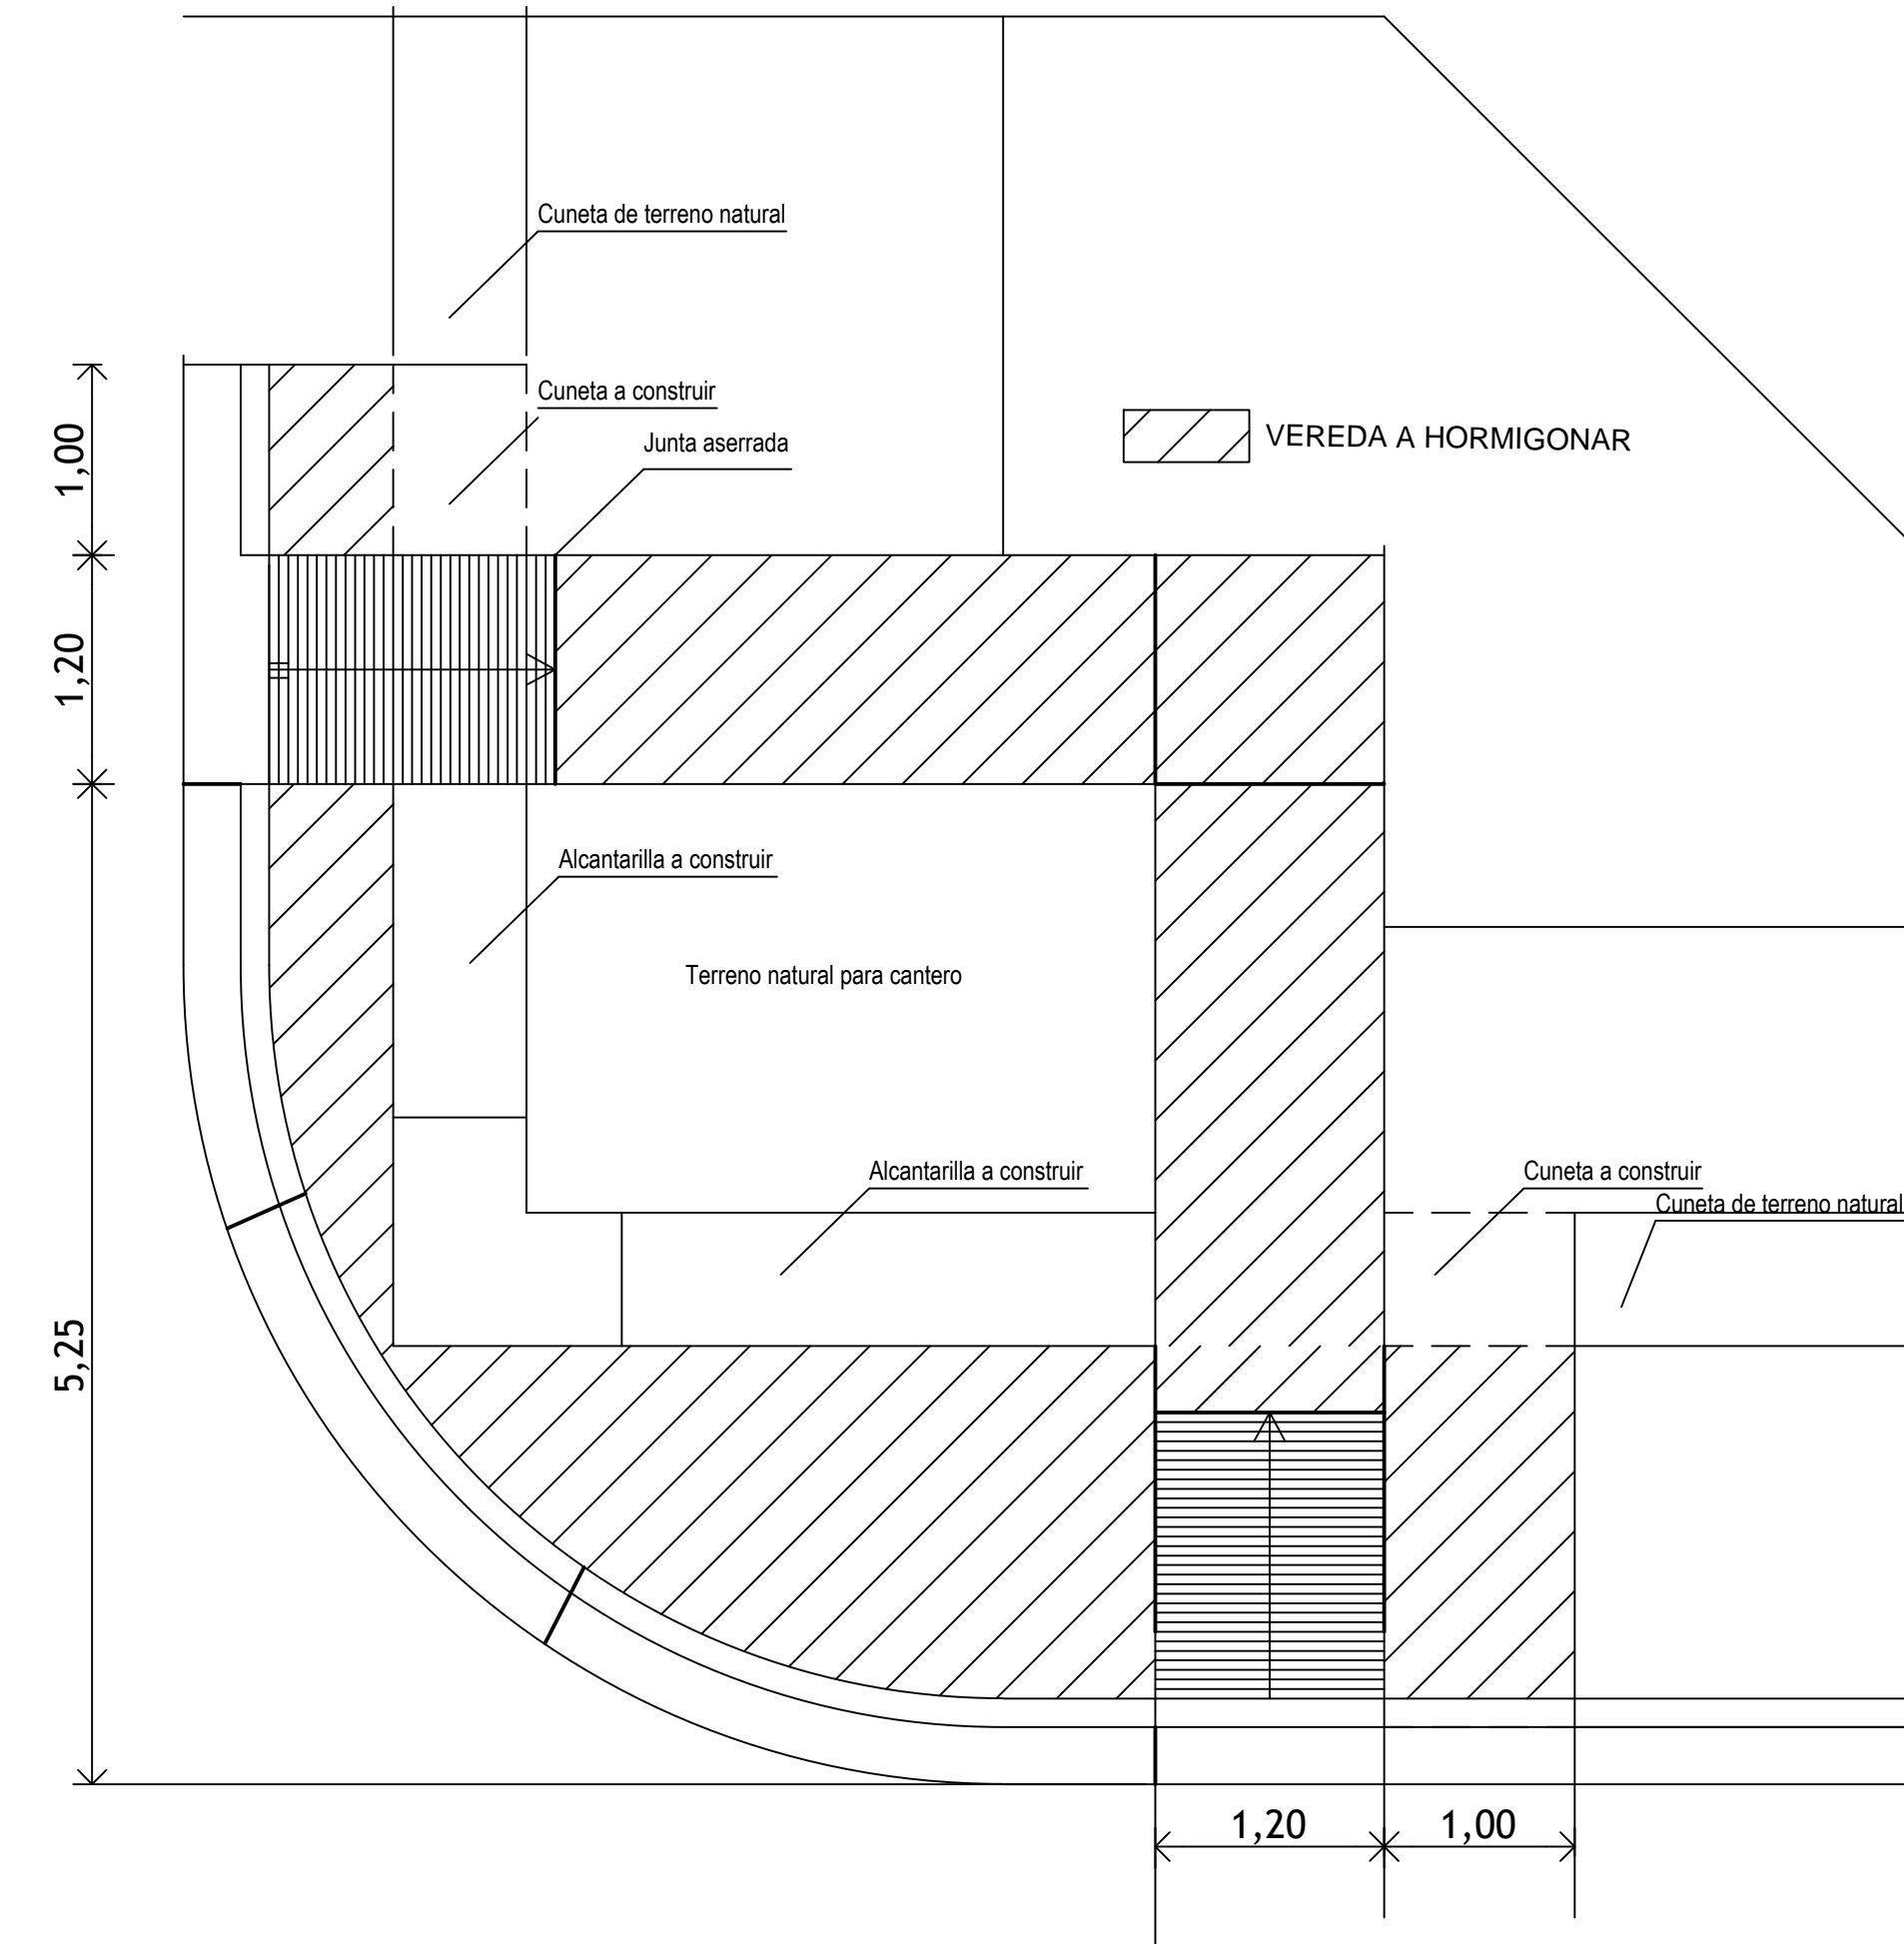 Cuneta de terreno natural
Cuneta a construir
Junta aserrada
VEREDA A HORMIGONAR
1,00
1,20
Alcantarilla a construir
Terreno natural para cantero
Alcantarilla a construir
Cuneta a construir
Cuneta de terreno natural
5,25
1,20
1,00